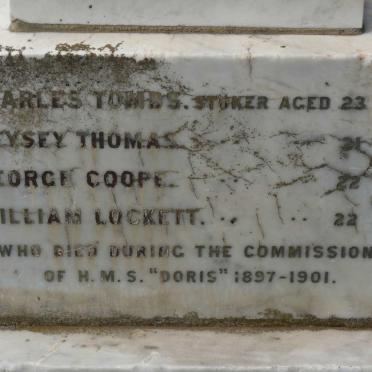 ARLES TOMBS. STOKER AGED 23
YSEY THOMAS. .. 21
EORGE COOPE. .. 22
ILLIAM LOCKETT. .. .. 22
WHO DIED DURING THE COMMISSION
OF H.M.S. "DORIS" 1897-1901.